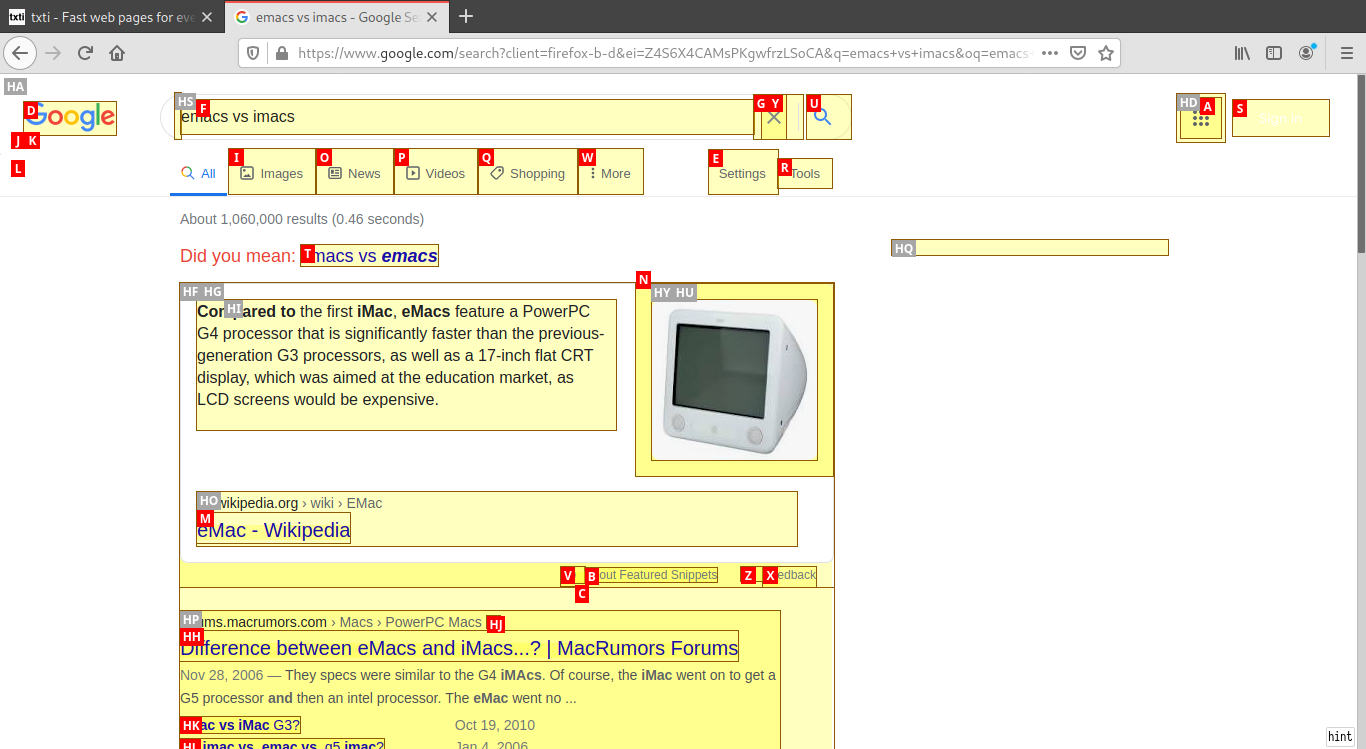 txti - Fast web pages for eve
emacs vs imacs - Google Se
https://www.google.com/search?client=firefox-b-d&ei=Z4S6X4CAMsPKgwfrzLSoCA&q=emacs+vs+imacs&oq=emacs
HA
D Google
HS F emacs vs imacs G Y U
HD A S
J K
L
All I Images O News P Videos Q Shopping W More E Settings R Tools
About 1,060,000 results (0.46 seconds)
HQ
Did you mean: T macs vs emacs
N
HF HG
HY HU
HI
Compared to the first iMac, eMacs feature a PowerPC
G4 processor that is significantly faster than the previous-
generation G3 processors, as well as a 17-inch flat CRT
display, which was aimed at the education market, as
LCD screens would be expensive.
HO wikipedia.org › wiki › EMac
M
eMac - Wikipedia
V B out Featured Snippets Z X edback
C
HP ums.macrumors.com › Macs › PowerPC Macs HJ
HH
Difference between eMacs and iMacs...? | MacRumors Forums
Nov 28, 2006 — They specs were similar to the G4 iMAcs. Of course, the iMac went on to get a
G5 processor and then an intel processor. The eMac went no ...
HK ac vs iMac G3? Oct 19, 2010
HL imac vs. emac vs. g5 imac? Jan 4, 2006
hint